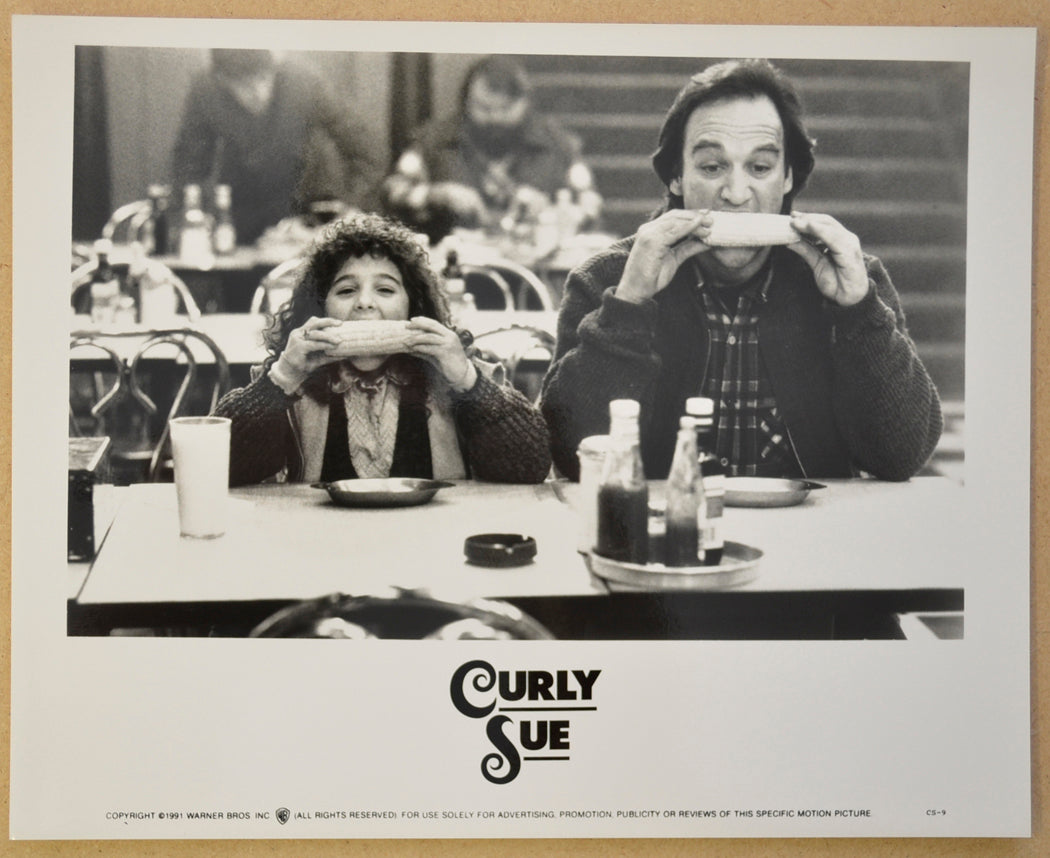 CURLY
SUE
COPYRIGHT ©1991 WARNER BROS. INC. WB (ALL RIGHTS RESERVED). FOR USE SOLELY FOR ADVERTISING, PROMOTION, PUBLICITY OR REVIEWS OF THIS SPECIFIC MOTION PICTURE. CS-9